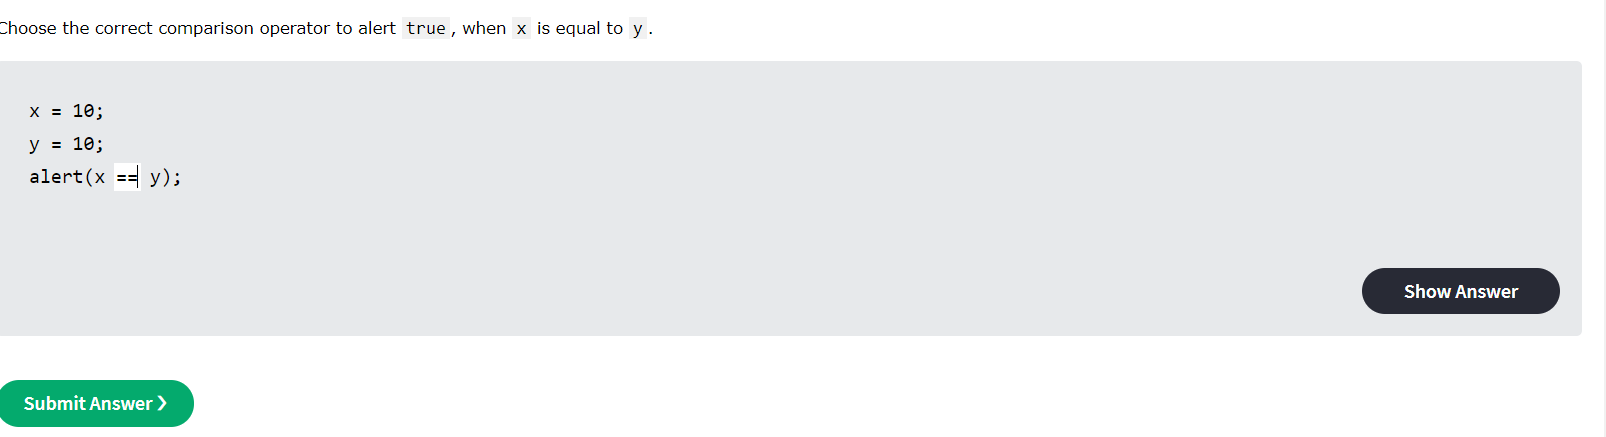 Choose the correct comparison operator to alert true, when x is equal to y.
x = 10;
y = 10;
alert(x == y);
Show Answer
Submit Answer ❯